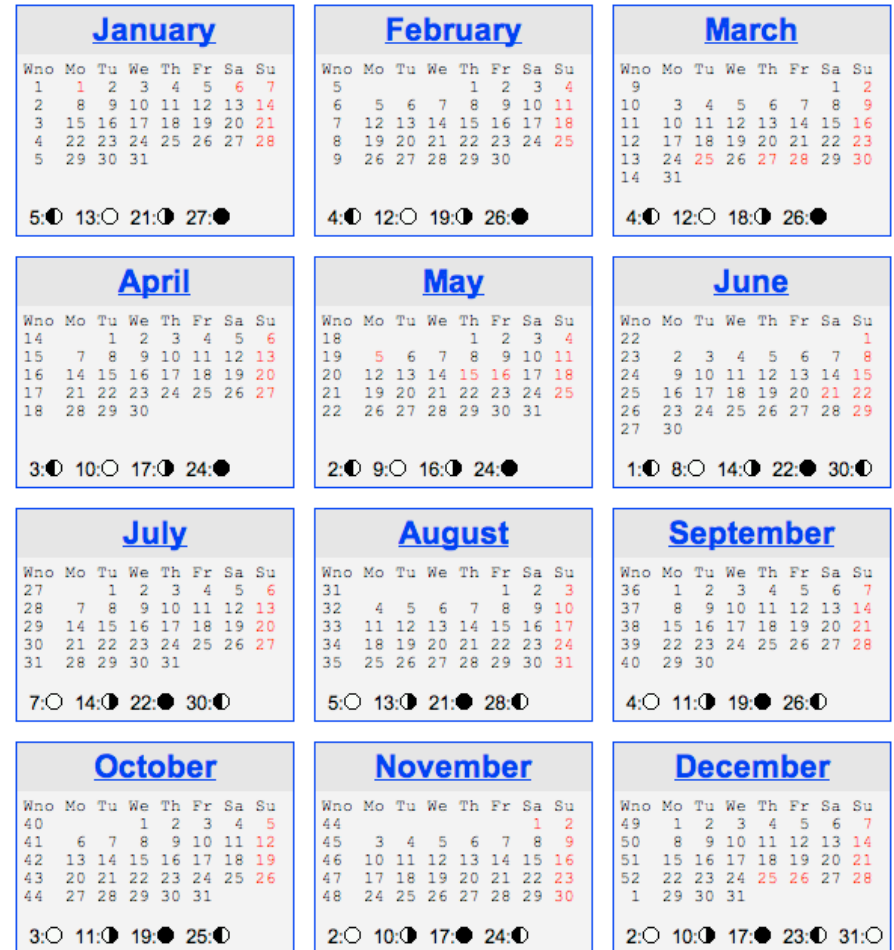 January
Wno Mo Tu We Th Fr Sa Su
1 1 2 3 4 5 6 7
2 8 9 10 11 12 13 14
3 15 16 17 18 19 20 21
4 22 23 24 25 26 27 28
5 29 30 31
5:◐ 13:○ 21:◑ 27:●
February
Wno Mo Tu We Th Fr Sa Su
5 1 2 3 4
6 5 6 7 8 9 10 11
7 12 13 14 15 16 17 18
8 19 20 21 22 23 24 25
9 26 27 28 29 30
4:◐ 12:○ 19:◑ 26:●
March
Wno Mo Tu We Th Fr Sa Su
9 1 2
10 3 4 5 6 7 8 9
11 10 11 12 13 14 15 16
12 17 18 19 20 21 22 23
13 24 25 26 27 28 29 30
14 31
4:◐ 12:○ 18:◑ 26:●
April
Wno Mo Tu We Th Fr Sa Su
14 1 2 3 4 5 6
15 7 8 9 10 11 12 13
16 14 15 16 17 18 19 20
17 21 22 23 24 25 26 27
18 28 29 30
3:◐ 10:○ 17:◑ 24:●
May
Wno Mo Tu We Th Fr Sa Su
18 1 2 3 4
19 5 6 7 8 9 10 11
20 12 13 14 15 16 17 18
21 19 20 21 22 23 24 25
22 26 27 28 29 30 31
2:◐ 9:○ 16:◑ 24:●
June
Wno Mo Tu We Th Fr Sa Su
22 1
23 2 3 4 5 6 7 8
24 9 10 11 12 13 14 15
25 16 17 18 19 20 21 22
26 23 24 25 26 27 28 29
27 30
1:◐ 8:○ 14:◑ 22:● 30:◐
July
Wno Mo Tu We Th Fr Sa Su
27 1 2 3 4 5 6
28 7 8 9 10 11 12 13
29 14 15 16 17 18 19 20
30 21 22 23 24 25 26 27
31 28 29 30 31
7:○ 14:◑ 22:● 30:◐
August
Wno Mo Tu We Th Fr Sa Su
31 1 2 3
32 4 5 6 7 8 9 10
33 11 12 13 14 15 16 17
34 18 19 20 21 22 23 24
35 25 26 27 28 29 30 31
5:○ 13:◑ 21:● 28:◐
September
Wno Mo Tu We Th Fr Sa Su
36 1 2 3 4 5 6 7
37 8 9 10 11 12 13 14
38 15 16 17 18 19 20 21
39 22 23 24 25 26 27 28
40 29 30
4:○ 11:◑ 19:● 26:◐
October
Wno Mo Tu We Th Fr Sa Su
40 1 2 3 4 5
41 6 7 8 9 10 11 12
42 13 14 15 16 17 18 19
43 20 21 22 23 24 25 26
44 27 28 29 30 31
3:○ 11:◑ 19:● 25:◐
November
Wno Mo Tu We Th Fr Sa Su
44 1 2
45 3 4 5 6 7 8 9
46 10 11 12 13 14 15 16
47 17 18 19 20 21 22 23
48 24 25 26 27 28 29 30
2:○ 10:◑ 17:● 24:◐
December
Wno Mo Tu We Th Fr Sa Su
49 1 2 3 4 5 6 7
50 8 9 10 11 12 13 14
51 15 16 17 18 19 20 21
52 22 23 24 25 26 27 28
1 29 30 31
2:○ 10:◑ 17:● 23:◐ 31:○